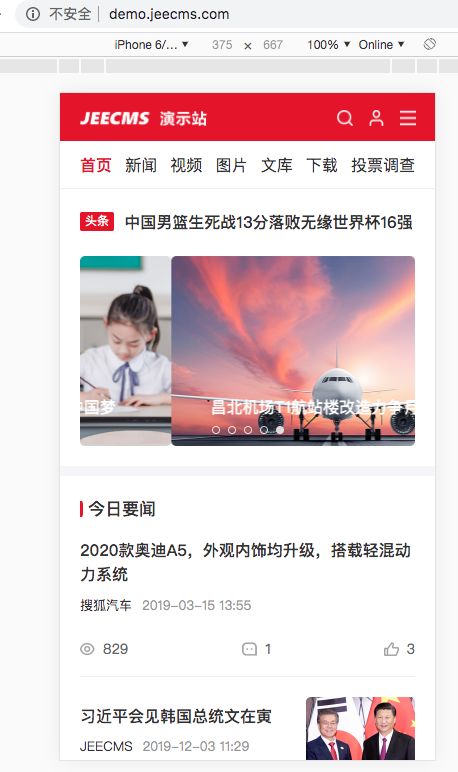 不安全 | demo.jeecms.com
iPhone 6/... ▼ 375 × 667 100% ▼ Online ▼
JEECMS 演示站
首页 新闻 视频 图片 文库 下载 投票调查
头条 中国男篮生死战13分落败无缘世界杯16强
国梦 昌北机场T1航站楼改造力争
今日要闻
2020款奥迪A5，外观内饰均升级，搭载轻混动
力系统
搜狐汽车 2019-03-15 13:55
829 1 3
习近平会见韩国总统文在寅
JEECMS 2019-12-03 11:29